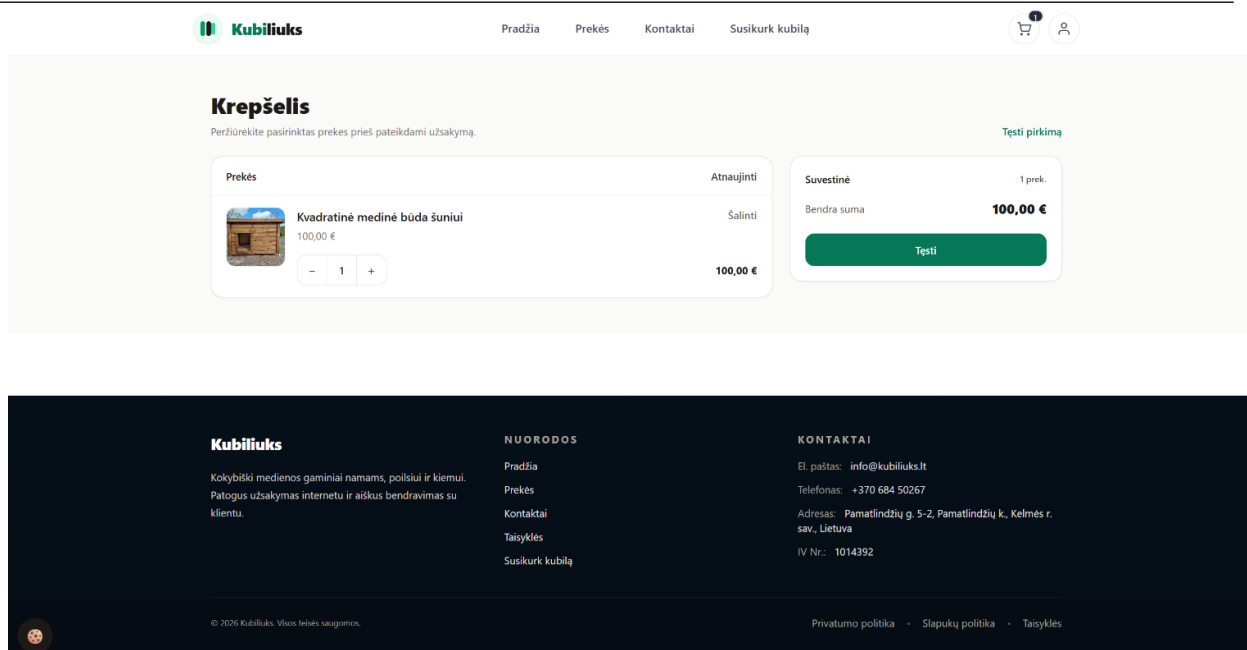 Kubiliuks
Pradžia Prekės Kontaktai Susikurk kubilą
1
Krepšelis
Peržiūrėkite pasirinktas prekes prieš pateikdami užsakymą.
Tęsti pirkimą
Prekės Atnaujinti
Kvadratinė medinė būda šuniui Šalinti
100,00 €
− 1 + 100,00 €
Suvestinė 1 prek.
Bendra suma 100,00 €
Tęsti
Kubiliuks
Kokybiški medienos gaminiai namams, poilsiui ir kiemui.
Patogus užsakymas internetu ir aiškus bendravimas su
klientu.
NUORODOS
Pradžia
Prekės
Kontaktai
Taisyklės
Susikurk kubilą
KONTAKTAI
El. paštas: info@kubiliuks.lt
Telefonas: +370 684 50267
Adresas: Pamatlindžių g. 5-2, Pamatlindžių k., Kelmės r.
sav., Lietuva
IV Nr.: 1014392
© 2026 Kubiliuks. Visos teisės saugomos.
Privatumo politika • Slapukų politika • Taisyklės